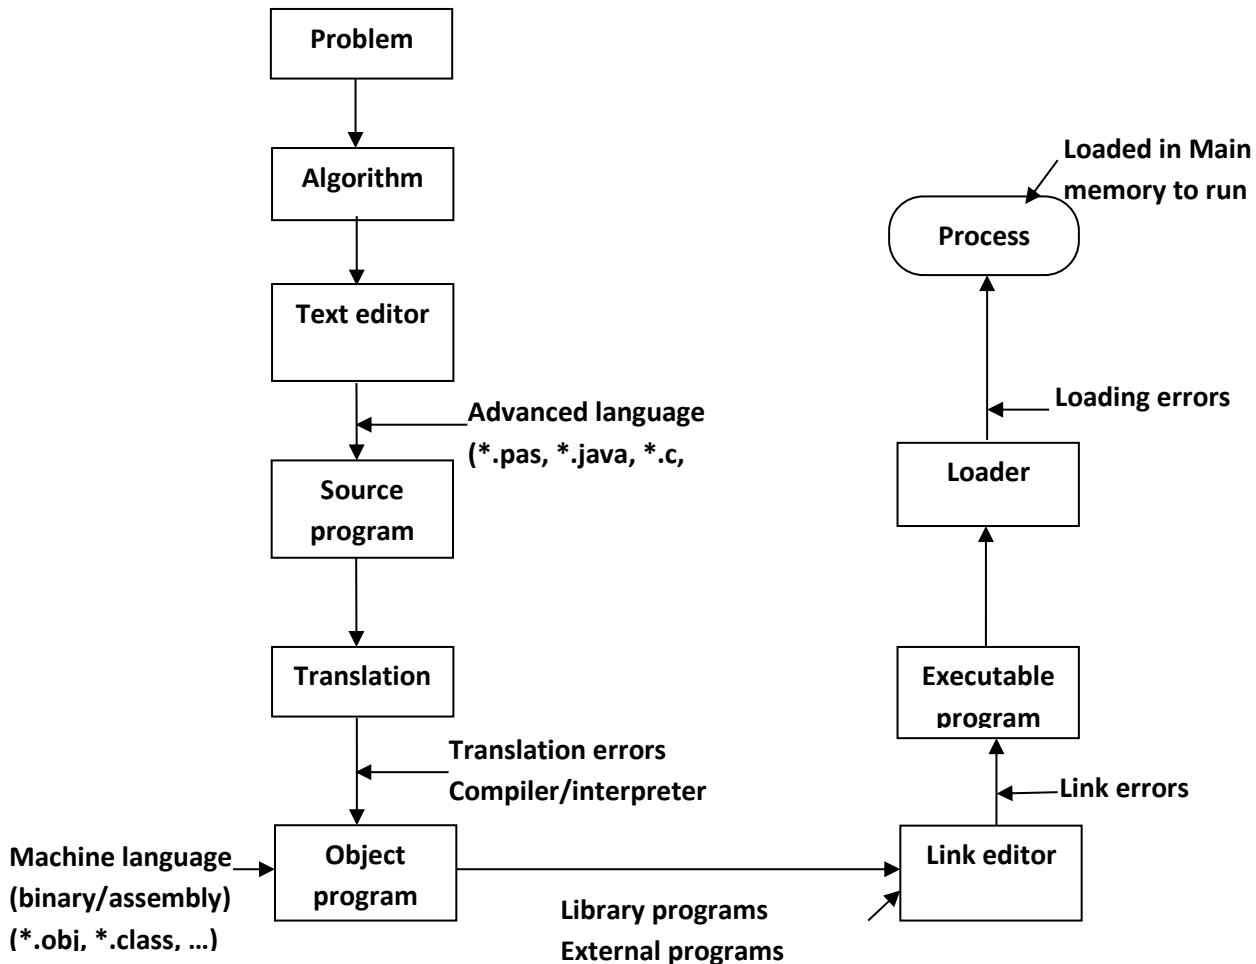 Problem
Algorithm
Text editor
Advanced language
(*.pas, *.java, *.c,
Source
program
Translation
Translation errors
Compiler/interpreter
Machine language
(binary/assembly)
(*.obj, *.class, …)
Object
program
Library programs
External programs
Link editor
Link errors
Executable
program
Loader
Loading errors
Process
Loaded in Main
memory to run